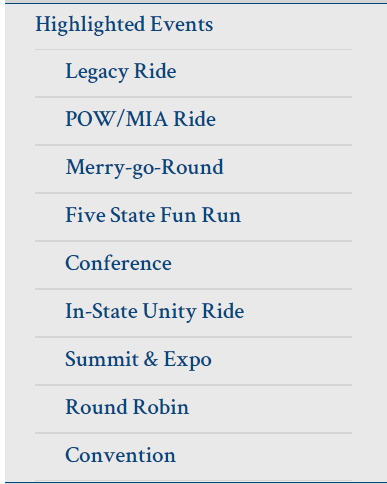 Highlighted Events
Legacy Ride
POW/MIA Ride
Merry-go-Round
Five State Fun Run
Conference
In-State Unity Ride
Summit & Expo
Round Robin
Convention